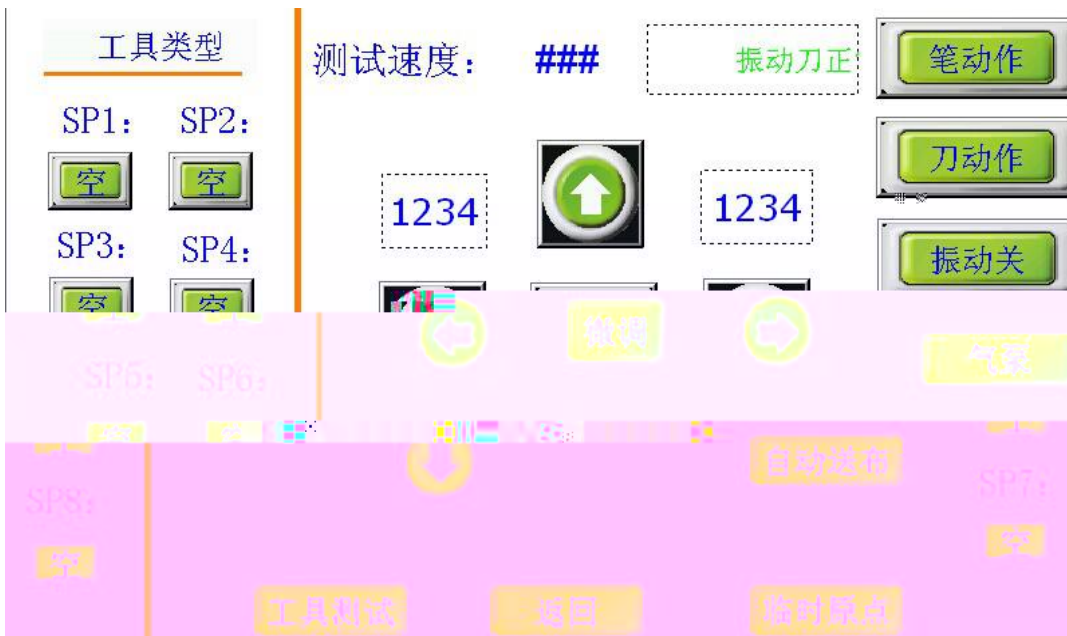 工具类型
测试速度： ###
振动刀正
笔动作
SP1： SP2：
空 空
刀动作
1234 1234
SP3： SP4：
振动关
空 空
微调
气泵
SP5： SP6：
自动送布
SP8： SP7：
空 空
工具测试 返回 临时原点